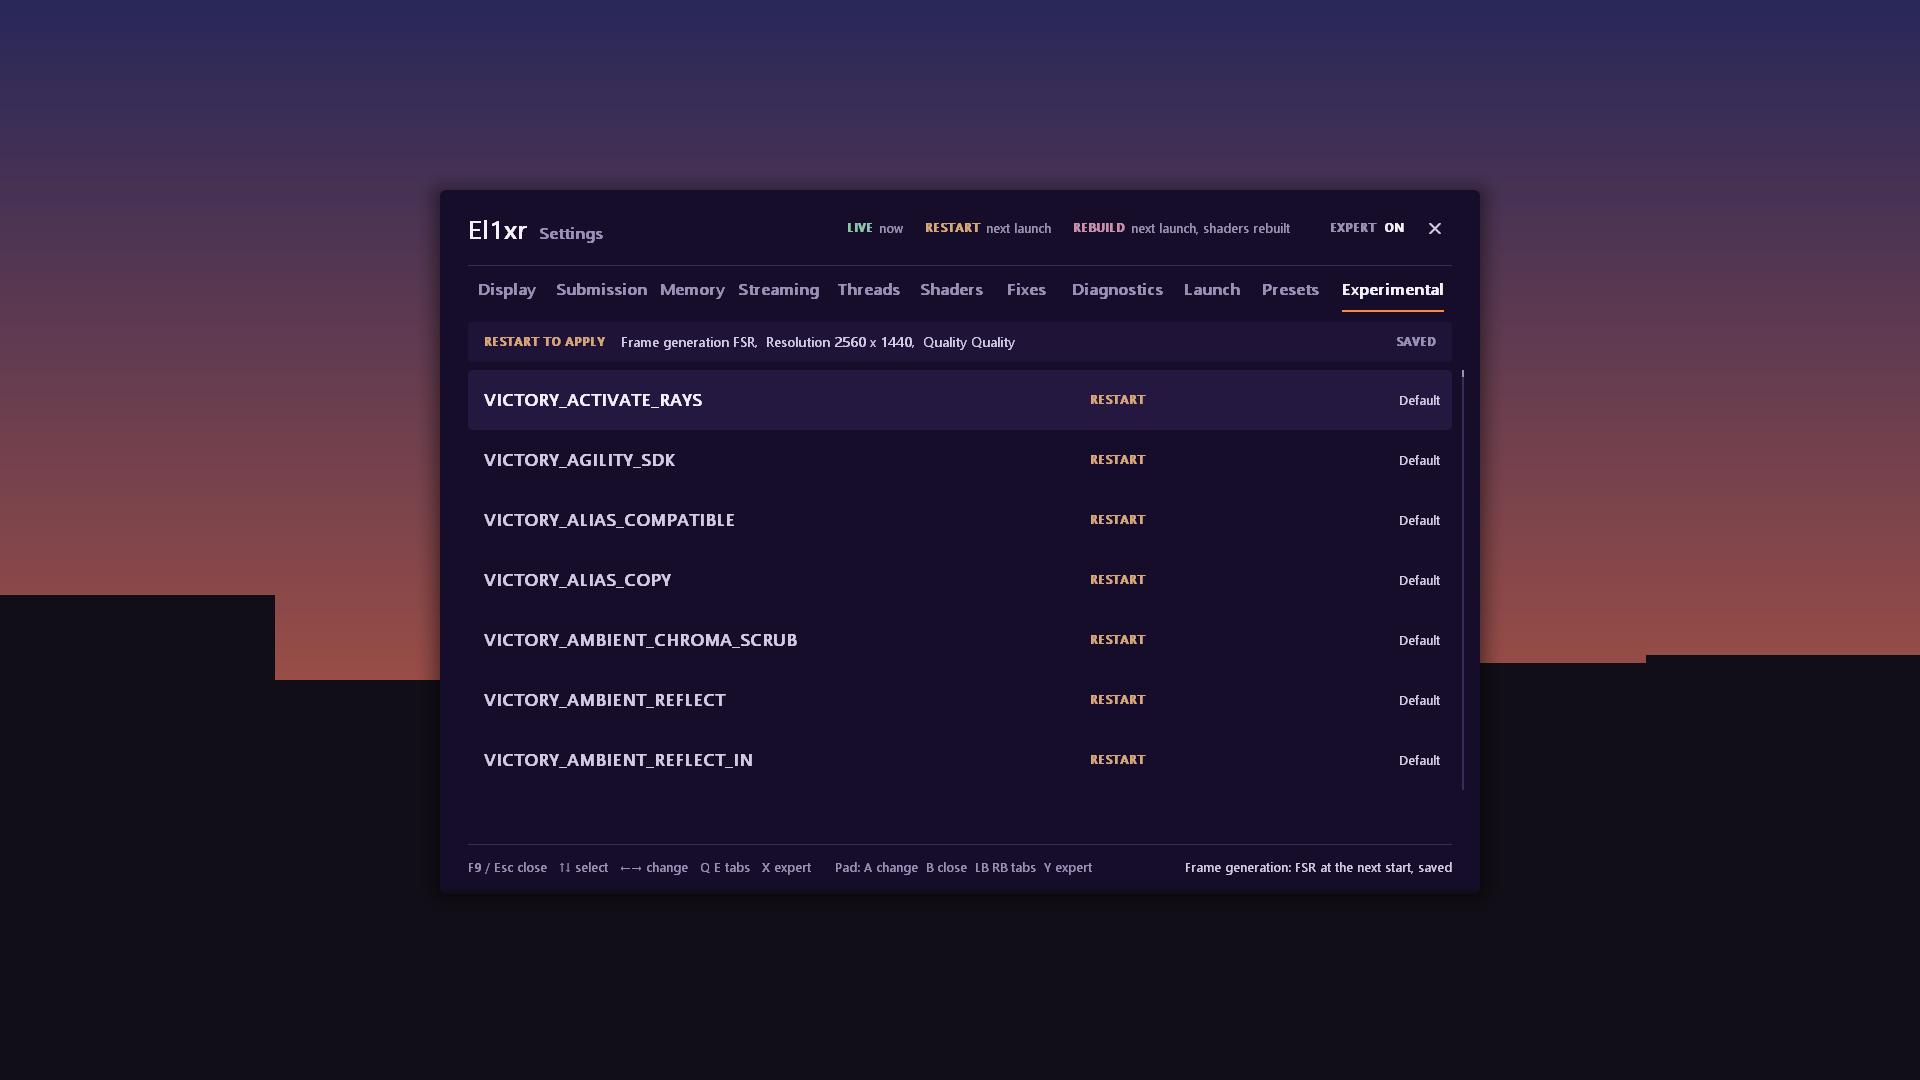 El1xr Settings LIVE now RESTART next launch REBUILD next launch, shaders rebuilt EXPERT ON ✕
Display Submission Memory Streaming Threads Shaders Fixes Diagnostics Launch Presets Experimental
RESTART TO APPLY Frame generation FSR, Resolution 2560 x 1440, Quality Quality SAVED
VICTORY_ACTIVATE_RAYS RESTART Default
VICTORY_AGILITY_SDK RESTART Default
VICTORY_ALIAS_COMPATIBLE RESTART Default
VICTORY_ALIAS_COPY RESTART Default
VICTORY_AMBIENT_CHROMA_SCRUB RESTART Default
VICTORY_AMBIENT_REFLECT RESTART Default
VICTORY_AMBIENT_REFLECT_IN RESTART Default
F9 / Esc close ↑↓ select ←→ change Q E tabs X expert Pad: A change B close LB RB tabs Y expert Frame generation: FSR at the next start, saved